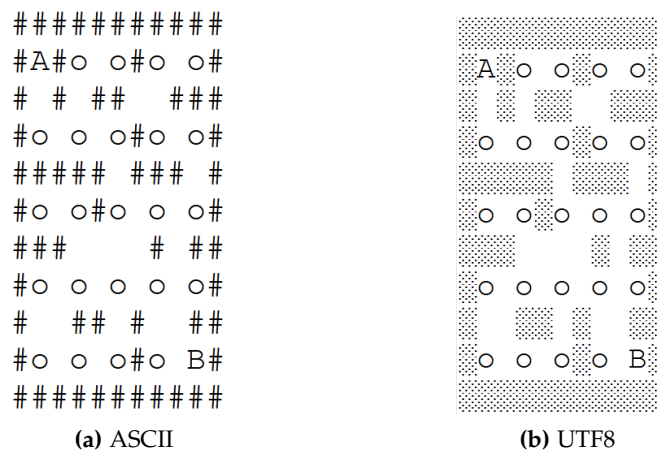 ###########
#A#o o#o o#
# # ##  ###
#o o o#o o#
##### ### #
#o o#o o o#
###    # ##
#o o o o o#
#  ## #  ##
#o o o#o B#
###########
(a) ASCII
░░░░░░░░░░░
░A░o o░o o░
░ ░ ░░  ░░░
░o o o░o o░
░░░░░ ░░░ ░
░o o░o o o░
░░░    ░ ░░
░o o o o o░
░  ░░ ░  ░░
░o o o░o B░
░░░░░░░░░░░
(b) UTF8